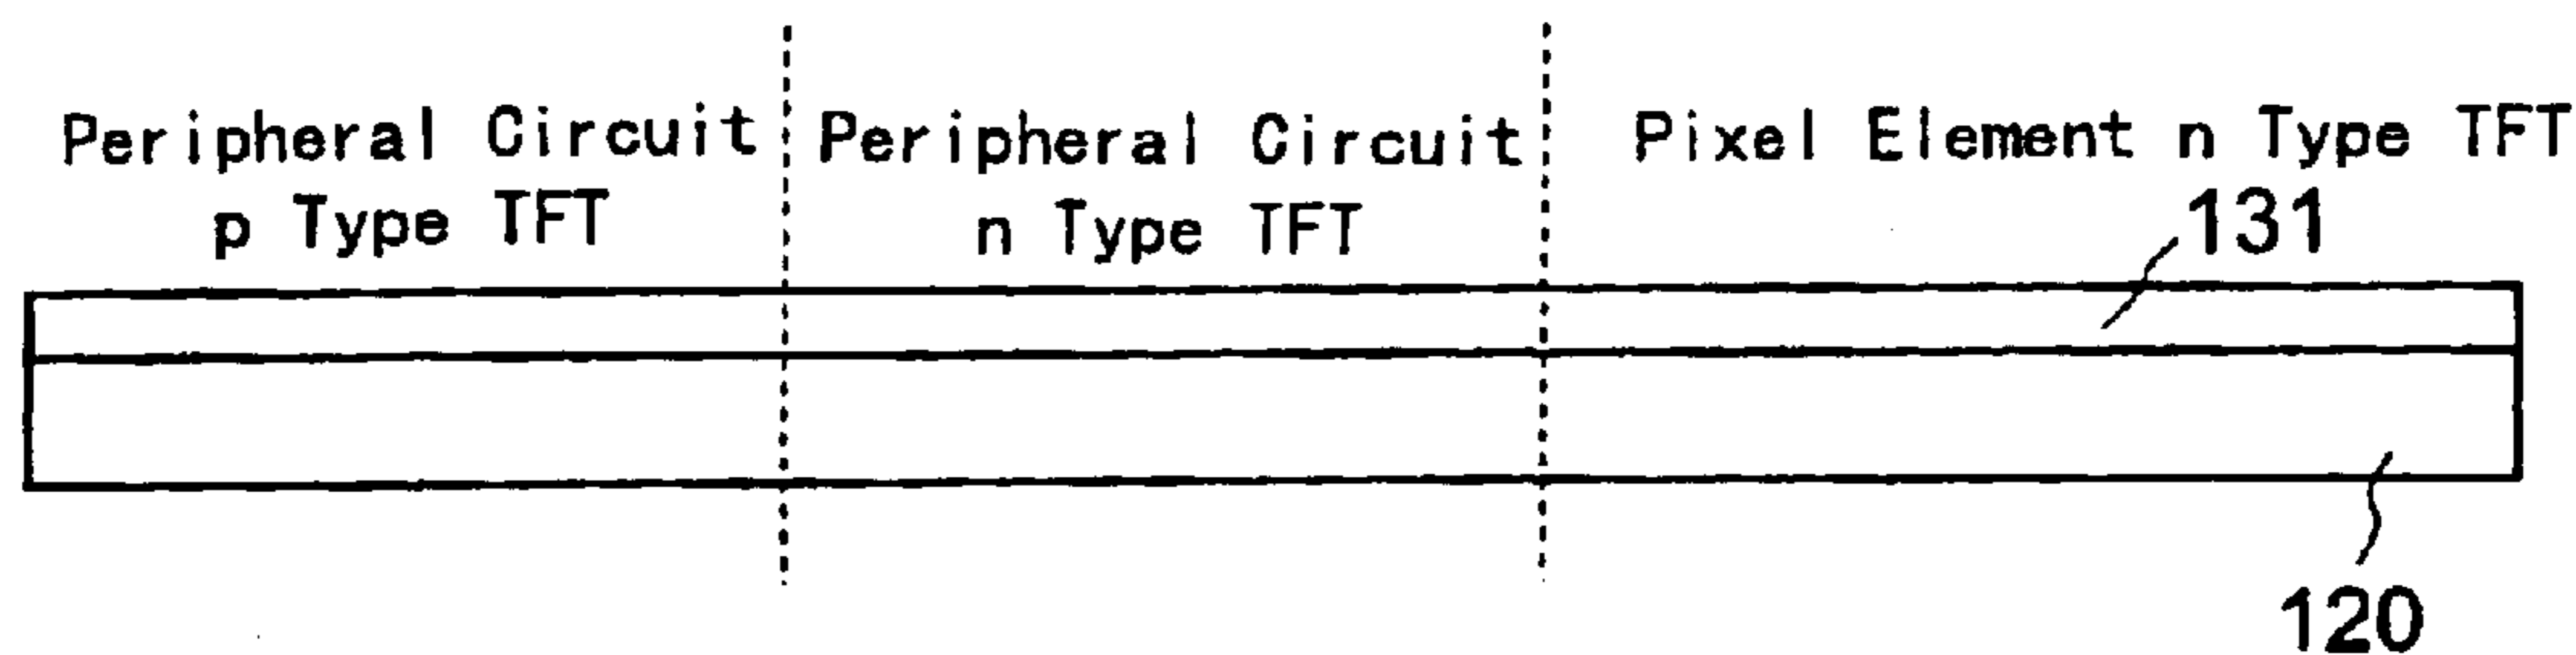 Peripheral Circuit
p Type TFT
Peripheral Circuit
n Type TFT
Pixel Element n Type TFT
131
120